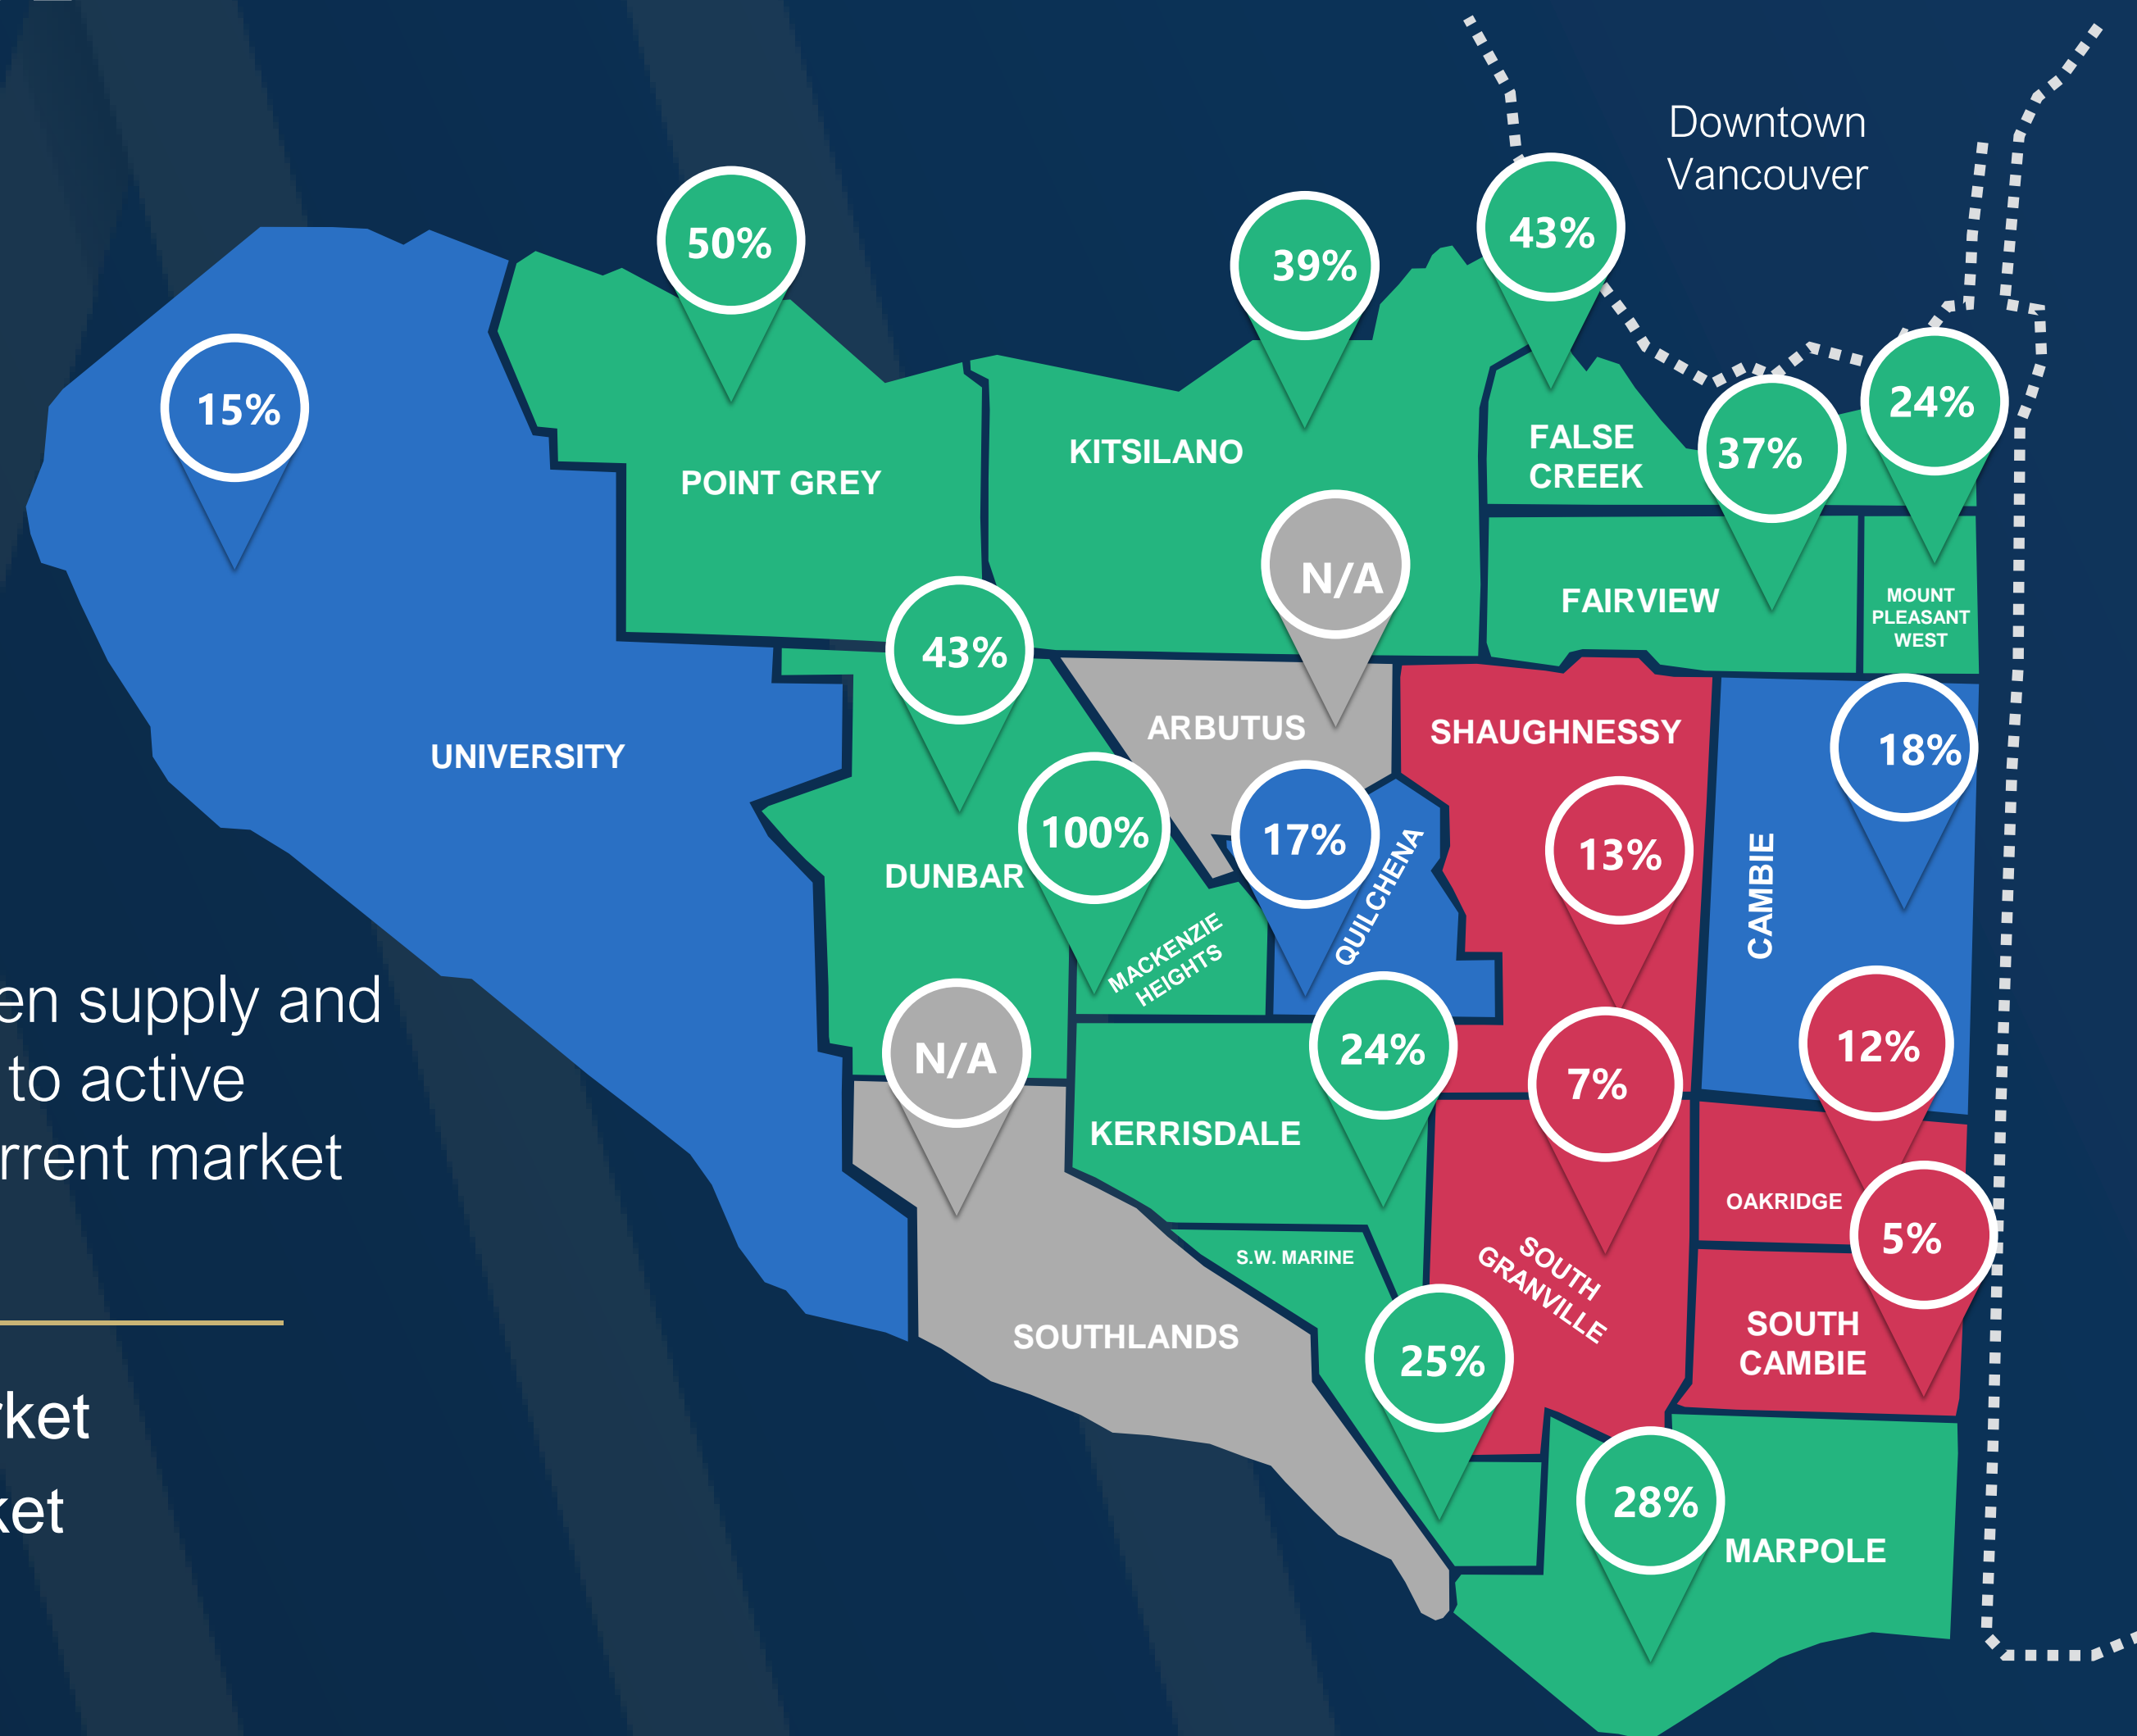 Downtown
Vancouver
50%
39%
43%
15%
24%
37%
POINT GREY
KITSILANO
FALSE
CREEK
N/A
FAIRVIEW
MOUNT
PLEASANT
WEST
43%
UNIVERSITY
ARBUTUS
SHAUGHNESSY
18%
100%
17%
13%
DUNBAR
QUILCHENA
CAMBIE
MACKENZIE
HEIGHTS
en supply and
to active
rrent market
N/A
24%
7%
12%
KERRISDALE
OAKRIDGE
5%
S.W. MARINE
SOUTH
GRANVILLE
SOUTHLANDS
SOUTH
CAMBIE
25%
rket
ket
28%
MARPOLE